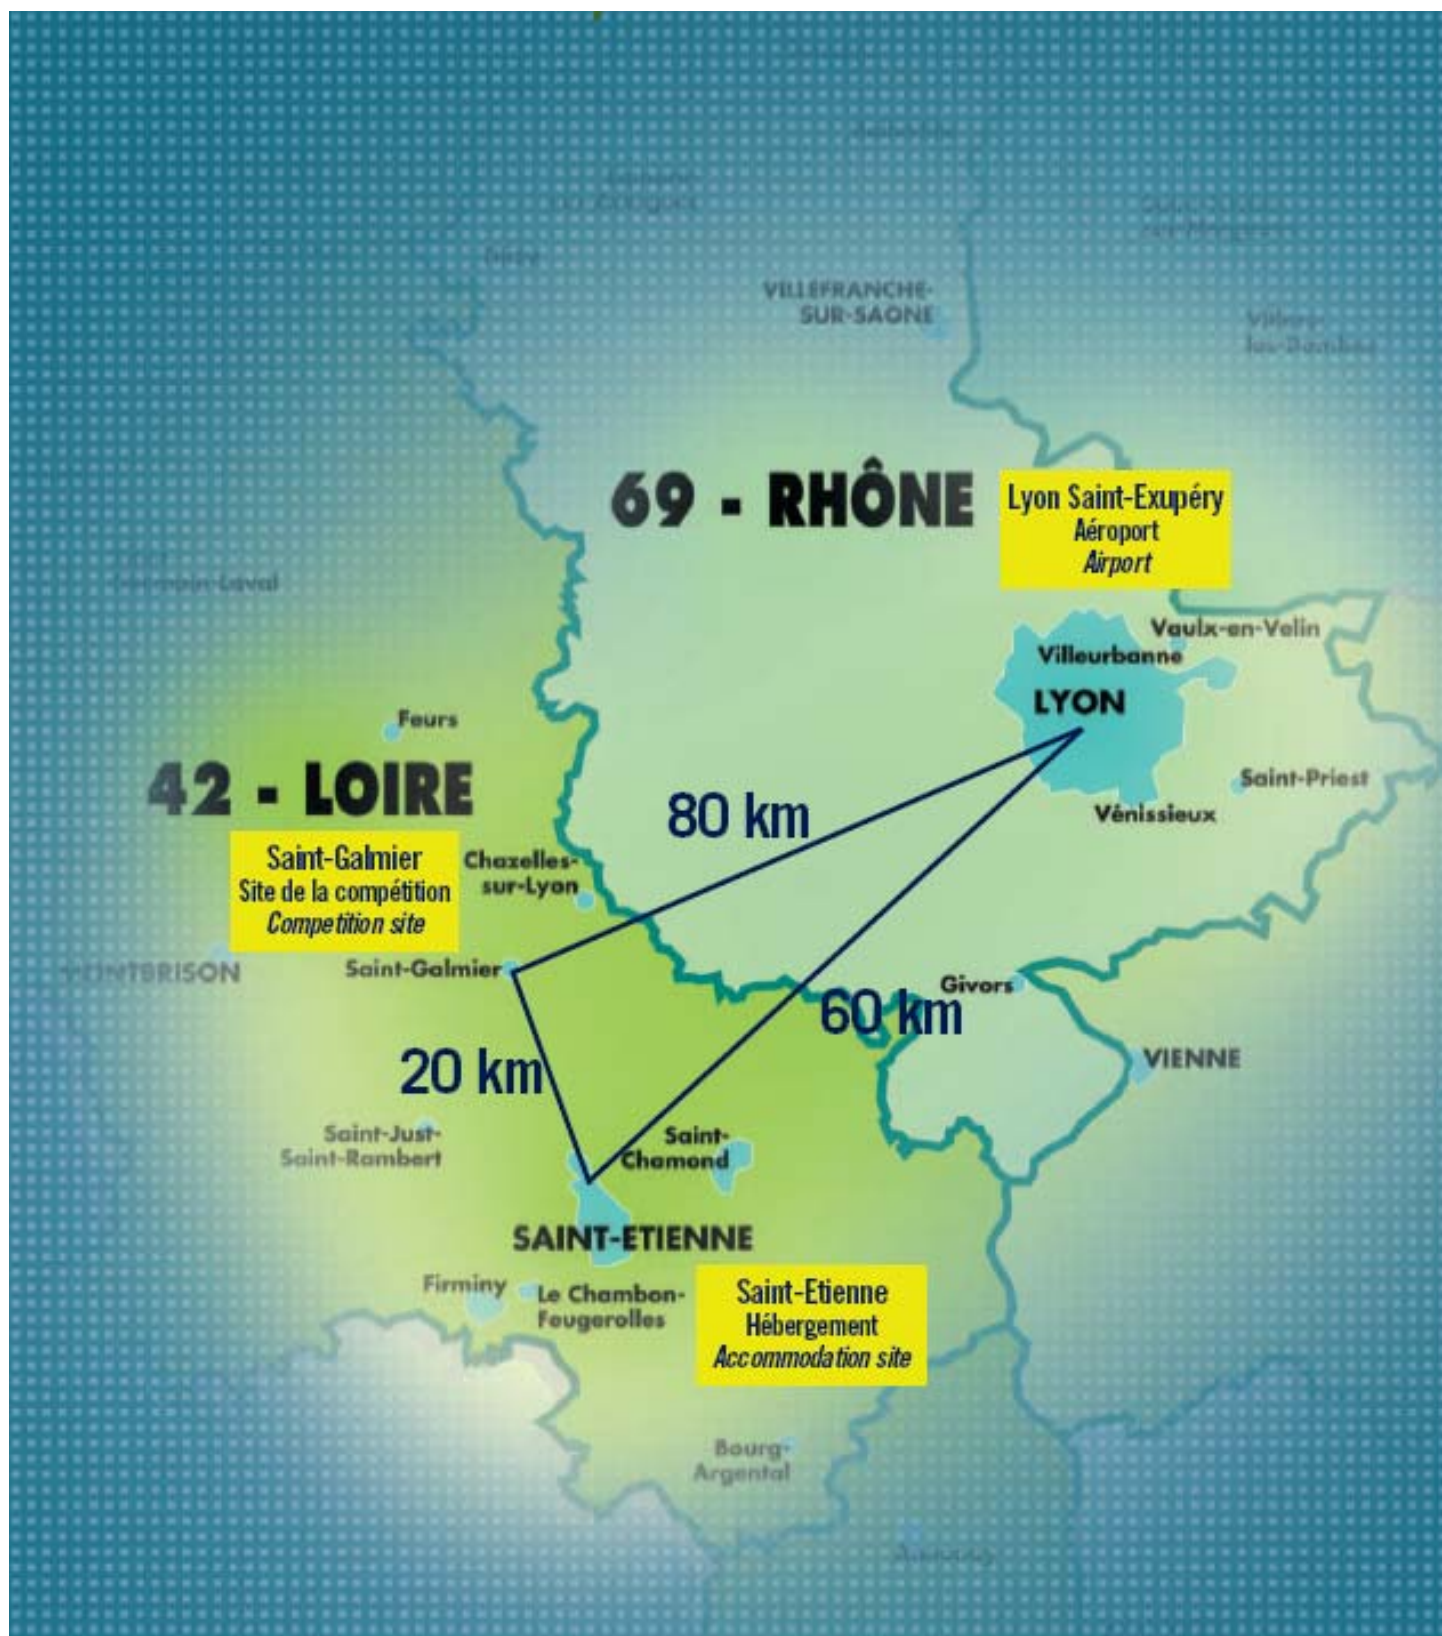 VILLEFRANCHE-
SUR-SAONE
69 - RHÔNE
Lyon Saint-Exupéry
Aéroport
Airport
Vaulx-en-Velin
Villeurbanne
LYON
Feurs
42 - LOIRE
Saint-Priest
80 km
Vénissieux
Saint-Galmier
Site de la compétition
Competition site
Chazelles-
sur-Lyon
MONTBRISON
Saint-Galmier
Givors
60 km
20 km
VIENNE
Saint-Just-
Saint-Rambert
Saint-
Chamond
SAINT-ETIENNE
Firminy
Le Chambon-
Feugerolles
Saint-Etienne
Hébergement
Accommodation site
Bourg-
Argental